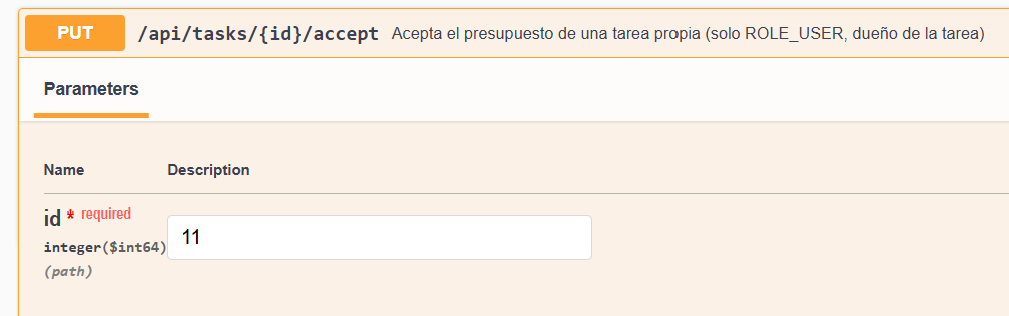 PUT /api/tasks/{id}/accept Acepta el presupuesto de una tarea propia (solo ROLE_USER, dueño de la tarea)
Parameters
Name Description
id * required
11
integer($int64)
(path)